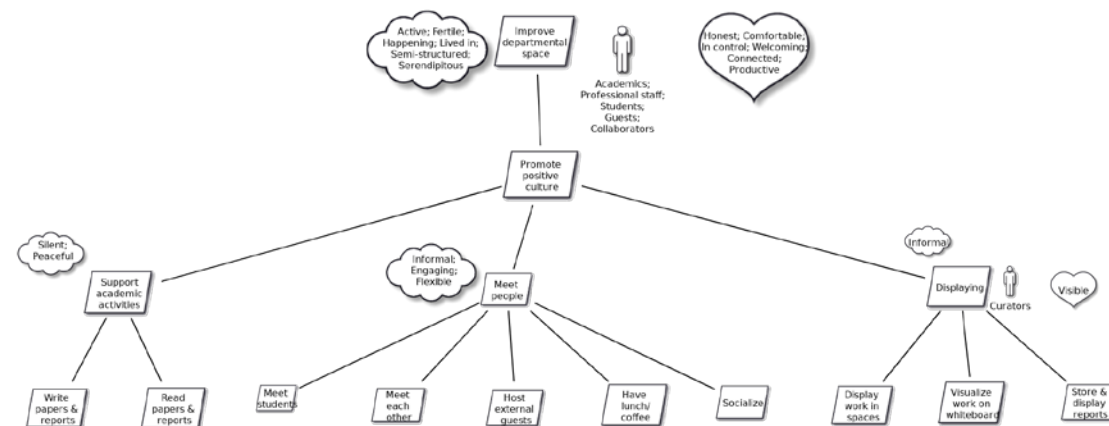 Active; Fertile;
Happening; Lived in;
Semi-structured;
Serendipitous
Improve
departmental
space
Academics;
Professional staff;
Students;
Guests;
Collaborators
Honest; Comfortable;
In control; Welcoming;
Connected;
Productive
Promote
positive
culture
Silent;
Peaceful
Support
academic
activities
Informal;
Engaging;
Flexible
Meet
people
Informal
Displaying
Curators
Visible
Write
papers &
reports
Read
papers &
reports
Meet
students
Meet
each
other
Host
external
guests
Have
lunch/
coffee
Socialize
Display
work in
spaces
Visualize
work on
whiteboard
Store &
display
reports